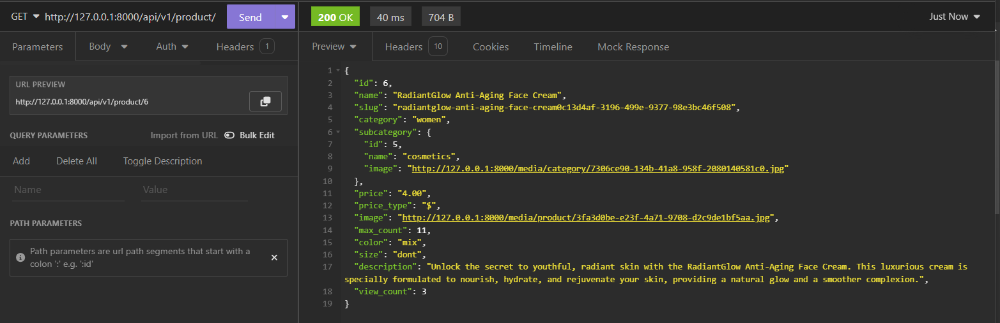 GET http://127.0.0.1:8000/api/v1/product/ Send
200 OK 40 ms 704 B Just Now
Parameters Body Auth Headers 1
Preview Headers 10 Cookies Timeline Mock Response
URL PREVIEW
http://127.0.0.1:8000/api/v1/product/6
QUERY PARAMETERS Import from URL Bulk Edit
Add Delete All Toggle Description
Name Value
PATH PARAMETERS
Path parameters are url path segments that start with a
colon ':' e.g. ':id'
1 {
2 "id": 6,
3 "name": "RadiantGlow Anti-Aging Face Cream",
4 "slug": "radiantglow-anti-aging-face-cream0c13d4af-3196-499e-9377-98e3bc46f508",
5 "category": "women",
6 "subcategory": {
7 "id": 5,
8 "name": "cosmetics",
9 "image": "http://127.0.0.1:8000/media/category/7306ce90-134b-41a8-958f-2080140581c0.jpg"
10 },
11 "price": "4.00",
12 "price_type": "$",
13 "image": "http://127.0.0.1:8000/media/product/3fa3d0be-e23f-4a71-9708-d2c9de1bf5aa.jpg",
14 "max_count": 11,
15 "color": "mix",
16 "size": "dont",
17 "description": "Unlock the secret to youthful, radiant skin with the RadiantGlow Anti-Aging Face Cream. This luxurious cream is
specially formulated to nourish, hydrate, and rejuvenate your skin, providing a natural glow and a smoother complexion.",
18 "view_count": 3
19 }